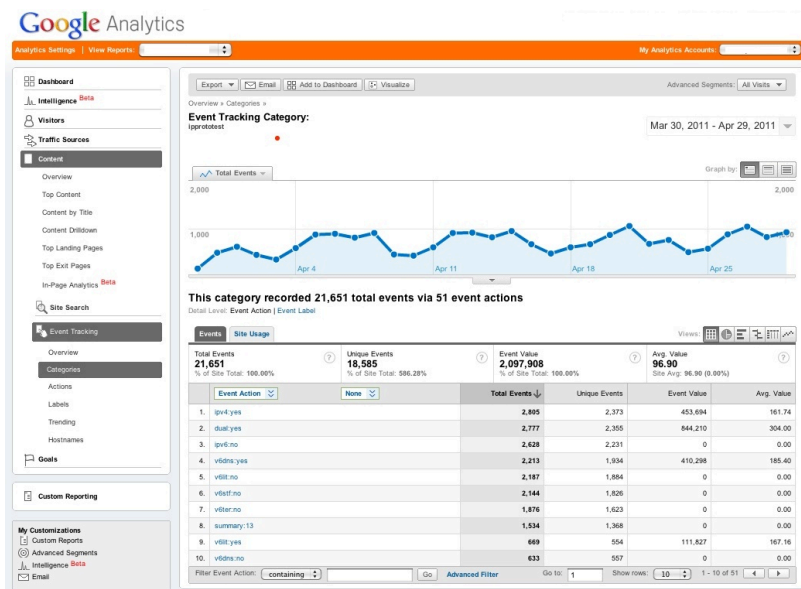 Google Analytics
Analytics Settings | View Reports:
My Analytics Accounts:
Dashboard
Intelligence Beta
Visitors
Traffic Sources
Content
Overview
Top Content
Content by Title
Content Drilldown
Top Landing Pages
Top Exit Pages
In-Page Analytics Beta
Site Search
Event Tracking
Overview
Categories
Actions
Labels
Trending
Hostnames
Goals
Custom Reporting
My Customizations
Custom Reports
Advanced Segments
Intelligence Beta
Email
Export Email Add to Dashboard Visualize
Advanced Segments: All Visits
Overview » Categories »
Event Tracking Category:
ipprototest
Mar 30, 2011 - Apr 29, 2011
Total Events
Graph by:
2,000 2,000
1,000
Apr 4 Apr 11 Apr 18 Apr 25
This category recorded 21,651 total events via 51 event actions
Detail Level: Event Action | Event Label
Events Site Usage
Views:
Total Events
21,651
% of Site Total: 100.00%
Unique Events
18,585
% of Site Total: 586.28%
Event Value
2,097,908
% of Site Total: 100.00%
Avg. Value
96.90
Site Avg: 96.90 (0.00%)
Event Action None Total Events Unique Events Event Value Avg. Value
1. ipv4:yes 2,805 2,373 453,694 161.74
2. dual:yes 2,777 2,355 844,210 304.00
3. ipv6:no 2,628 2,231 0 0.00
4. v6dns:yes 2,213 1,934 410,298 185.40
5. v6lit:no 2,187 1,884 0 0.00
6. v6stf:no 2,144 1,826 0 0.00
7. v6ter:no 1,876 1,623 0 0.00
8. summary:13 1,534 1,368 0 0.00
9. v6lit:yes 669 554 111,827 167.16
10. v6dns:no 633 557 0 0.00
Filter Event Action: containing Go Advanced Filter Go to: 1 Show rows: 10 1 - 10 of 51